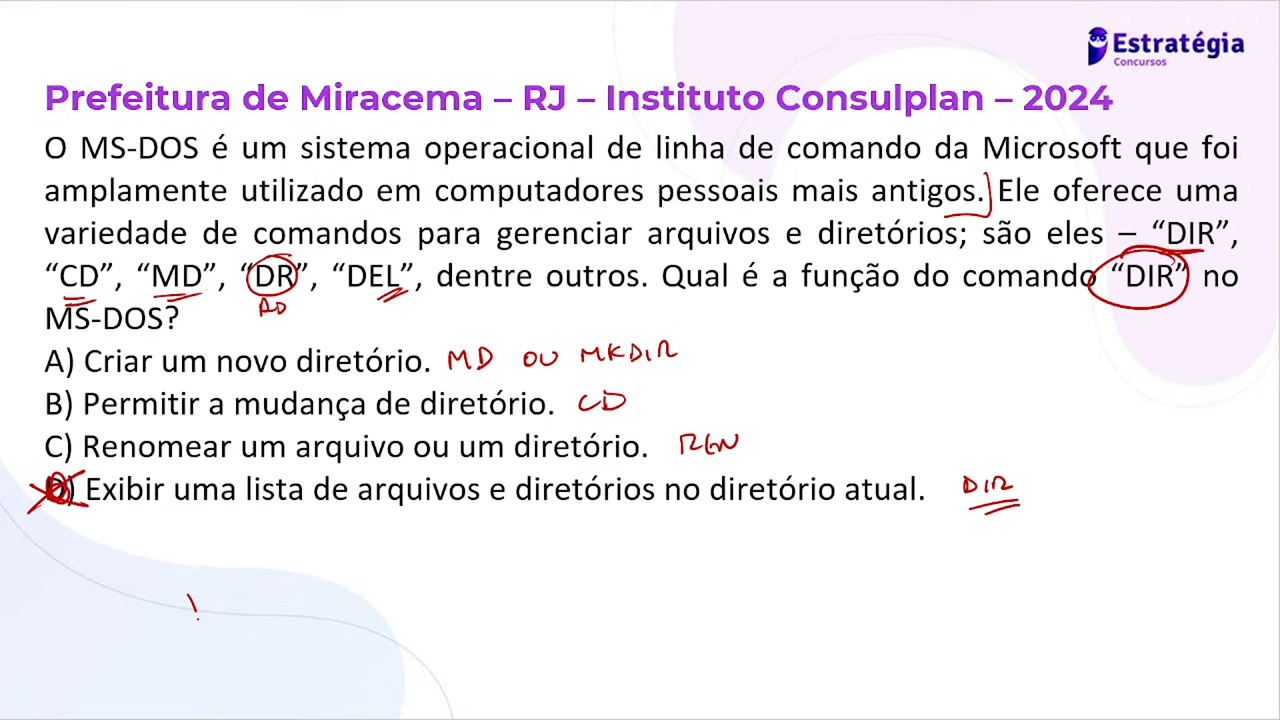 Estratégia
Concursos
Prefeitura de Miracema – RJ – Instituto Consulplan – 2024
O MS-DOS é um sistema operacional de linha de comando da Microsoft que foi
amplamente utilizado em computadores pessoais mais antigos. Ele oferece uma
variedade de comandos para gerenciar arquivos e diretórios; são eles – “DIR”,
“CD”, “MD”, “DR”, “DEL”, dentre outros. Qual é a função do comando “DIR” no
RD
MS-DOS?
A) Criar um novo diretório. MD OU MKDIR
B) Permitir a mudança de diretório. CD
C) Renomear um arquivo ou um diretório. REN
D) Exibir uma lista de arquivos e diretórios no diretório atual. DIR